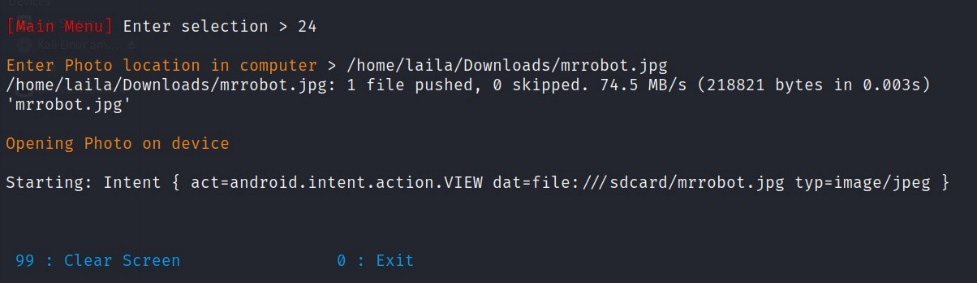 [Main Menu] Enter selection > 24
Enter Photo location in computer > /home/laila/Downloads/mrrobot.jpg
/home/laila/Downloads/mrrobot.jpg: 1 file pushed, 0 skipped. 74.5 MB/s (218821 bytes in 0.003s)
'mrrobot.jpg'
Opening Photo on device
Starting: Intent { act=android.intent.action.VIEW dat=file:///sdcard/mrrobot.jpg typ=image/jpeg }
99 : Clear Screen 0 : Exit